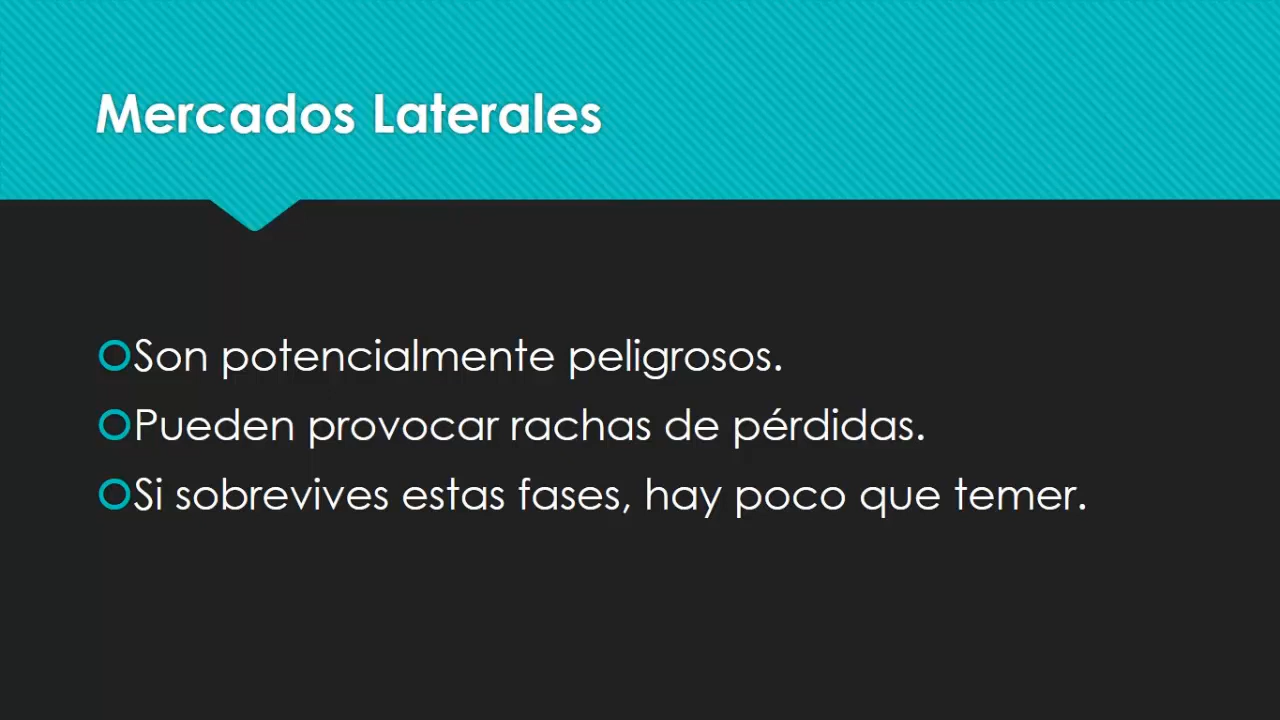 Mercados Laterales
Son potencialmente peligrosos.
Pueden provocar rachas de pérdidas.
Si sobrevives estas fases, hay poco que temer.